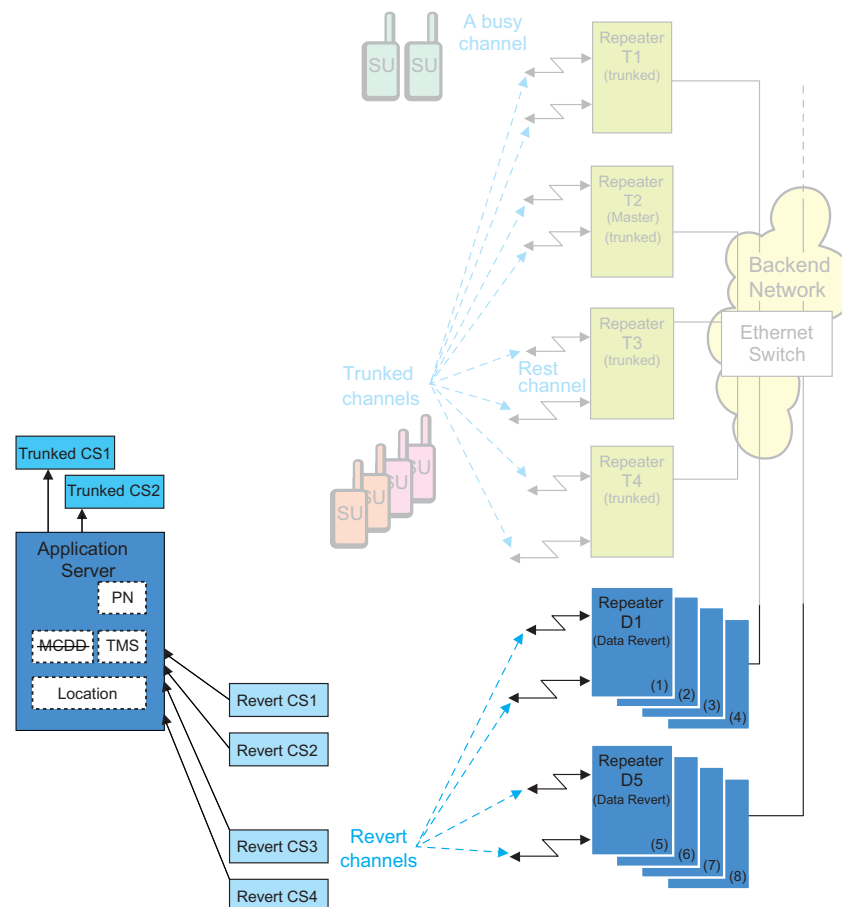 A busy
channel
SU
SU
Repeater
T1
(trunked)
Repeater
T2
(Master)
(trunked)
Backend
Network
Ethernet
Switch
Repeater
T3
(trunked)
Rest
channel
Trunked
channels
SU
SU
SU
SU
Repeater
T4
(trunked)
Trunked CS1
Trunked CS2
Application
Server
PN
MCDD
TMS
Location
Revert CS1
Revert CS2
Revert CS3
Revert CS4
Revert
channels
Repeater
D1
(Data Revert)
(1)
(2)
(3)
(4)
Repeater
D5
(Data Revert)
(5)
(6)
(7)
(8)